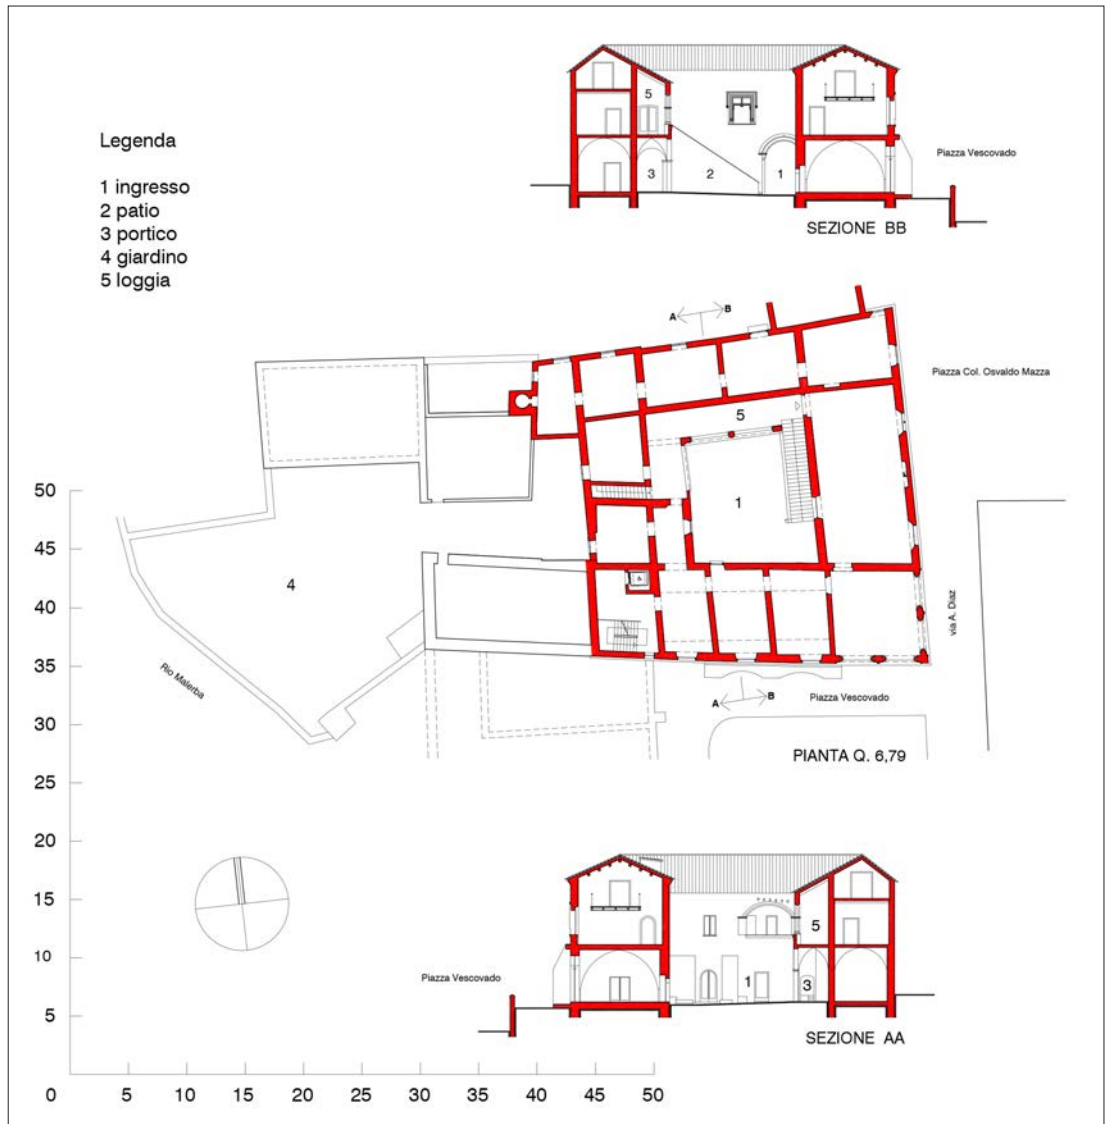 Legenda
1 ingresso
2 patio
3 portico
4 giardino
5 loggia
5
3
2
1
Piazza Vescovado
SEZIONE BB
A B
Piazza Col. Osvaldo Mazza
5
1
4
via A. Diaz
Rio Malerba
A B
Piazza Vescovado
PIANTA Q. 6,79
50
45
40
35
30
25
20
15
10
5
0 5 10 15 20 25 30 35 40 45 50
5
1
3
Piazza Vescovado
SEZIONE AA